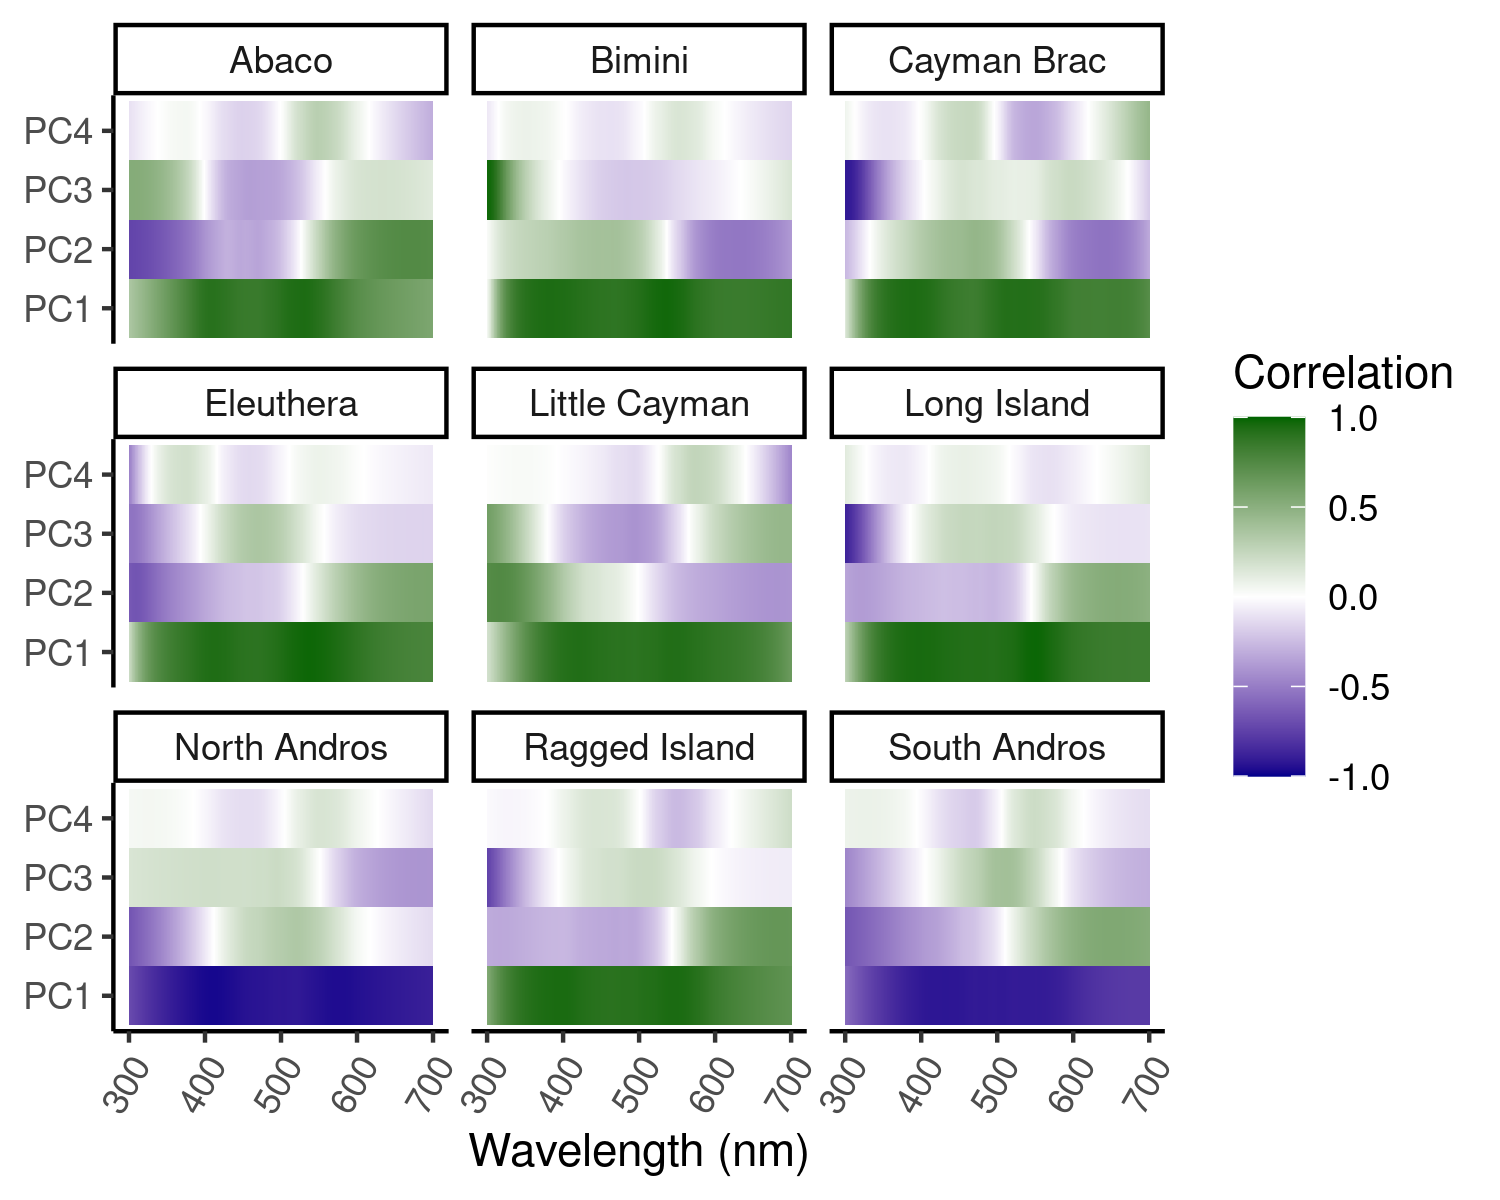 Abaco Bimini Cayman Brac
PC4
PC3
PC2
PC1
Eleuthera Little Cayman Long Island
PC4
PC3
PC2
PC1
North Andros Ragged Island South Andros
PC4
PC3
PC2
PC1
300 400 500 600 700 300 400 500 600 700 300 400 500 600 700
Wavelength (nm)
Correlation
1.0
0.5
0.0
-0.5
-1.0